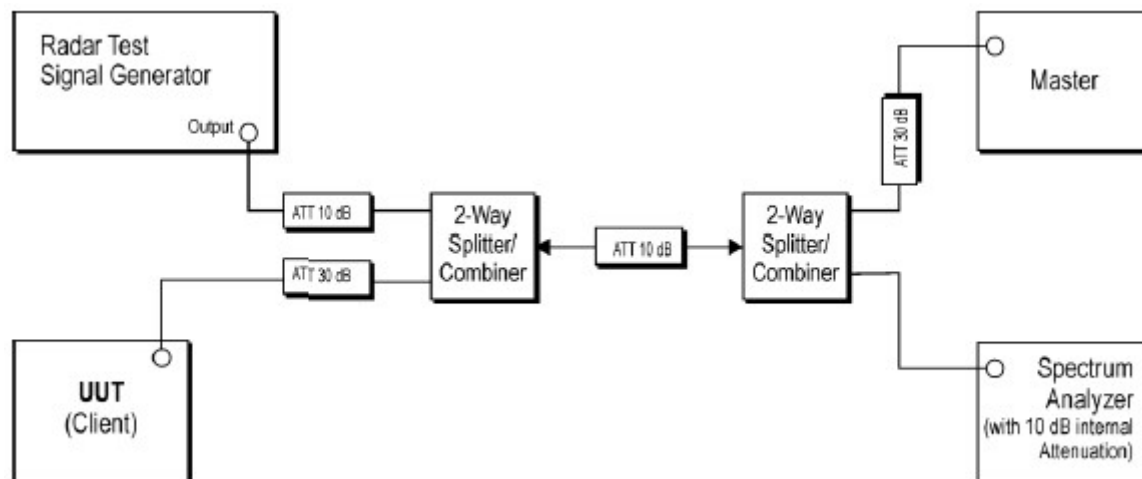 Radar Test
Signal Generator
Output
ATT 10 dB
ATT 30 dB
UUT
(Client)
2-Way
Splitter/
Combiner
ATT 10 dB
2-Way
Splitter/
Combiner
ATT 30 dB
Master
Spectrum
Analyzer
(with 10 dB internal
Attenuation)